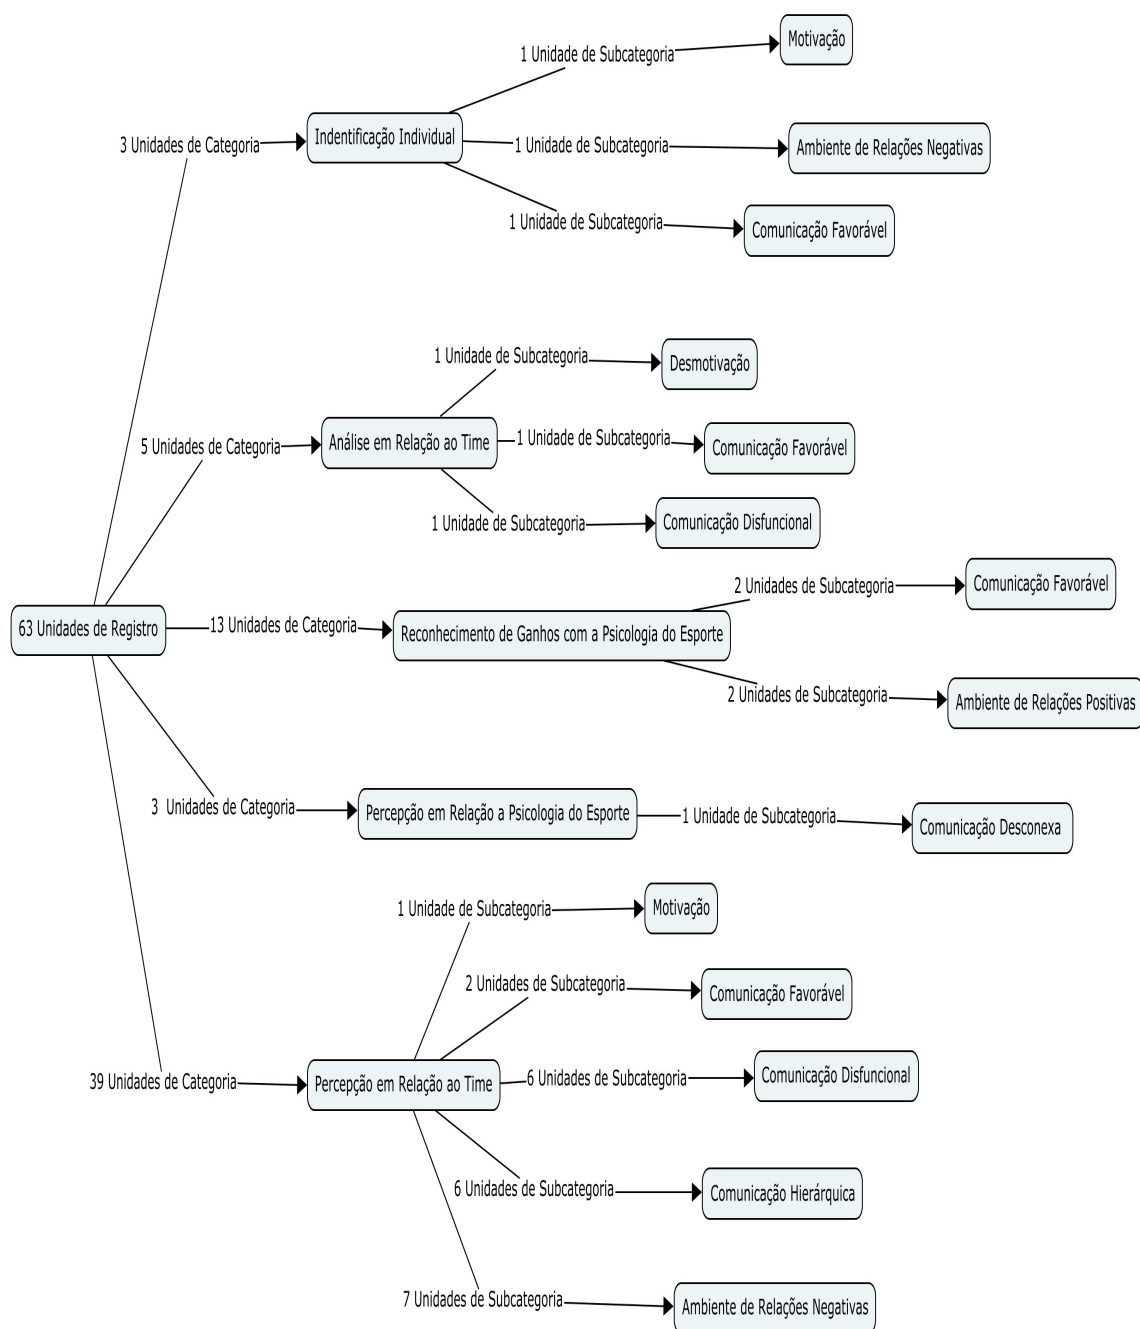 1 Unidade de Subcategoria
Motivação
3 Unidades de Categoria
Indentificação Individual
1 Unidade de Subcategoria
Ambiente de Relações Negativas
1 Unidade de Subcategoria
Comunicação Favorável
1 Unidade de Subcategoria
Desmotivação
5 Unidades de Categoria
Análise em Relação ao Time
1 Unidade de Subcategoria
Comunicação Favorável
1 Unidade de Subcategoria
Comunicação Disfuncional
63 Unidades de Registro
13 Unidades de Categoria
Reconhecimento de Ganhos com a Psicologia do Esporte
2 Unidades de Subcategoria
Comunicação Favorável
2 Unidades de Subcategoria
Ambiente de Relações Positivas
3 Unidades de Categoria
Percepção em Relação a Psicologia do Esporte
1 Unidade de Subcategoria
Comunicação Desconexa
1 Unidade de Subcategoria
Motivação
2 Unidades de Subcategoria
Comunicação Favorável
39 Unidades de Categoria
Percepção em Relação ao Time
6 Unidades de Subcategoria
Comunicação Disfuncional
6 Unidades de Subcategoria
Comunicação Hierárquica
7 Unidades de Subcategoria
Ambiente de Relações Negativas